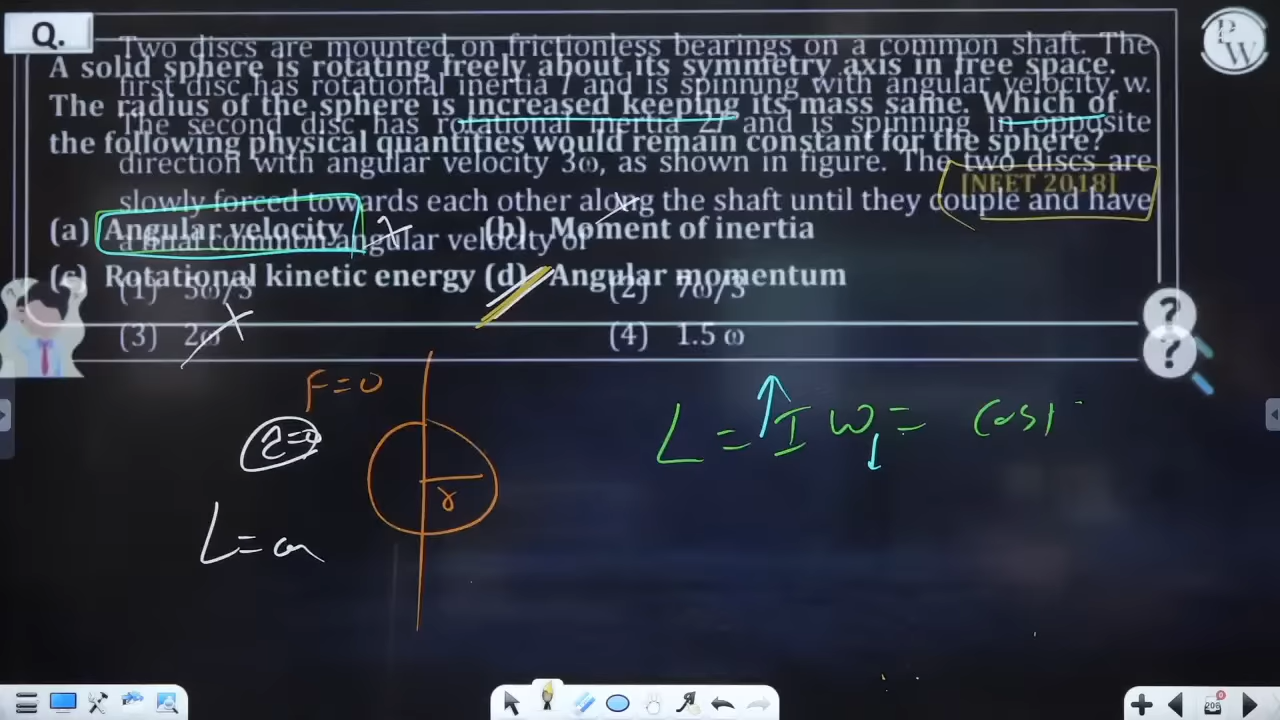 Q.
Two discs are mounted on frictionless bearings on a common shaft. The
A solid sphere is rotating freely about its symmetry axis in free space.
first disc has rotational inertia I and is spinning with angular velocity w.
The radius of the sphere is increased keeping its mass same. Which of
The second disc has rotational inertia 2I and is spinning in opposite
the following physical quantities would remain constant for the sphere?
direction with angular velocity 3ω, as shown in figure. The two discs are
[NEET 2018]
slowly forced towards each other along the shaft until they couple and have
(a) Angular velocity (b) Moment of inertia
a final common angular velocity of
(c) Rotational kinetic energy (d) Angular momentum
(1) 5ω/3 (2) 7ω/3
(3) 2ω (4) 1.5 ω
?
?
F=0
τ=0
r
L = I ω = cost
L=con
P
W
206